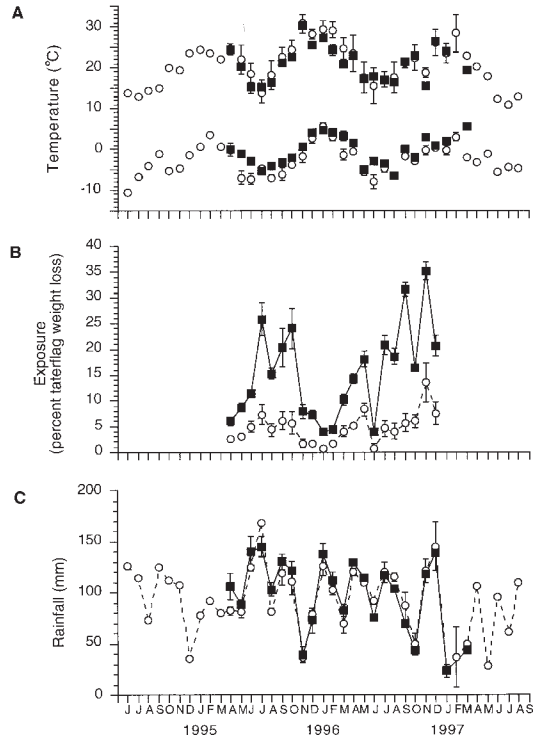 A
Temperature (°C)
30
20
10
0
-10
B
Exposure
(percent taterflag weight loss)
40
35
30
25
20
15
10
5
0
C
Rainfall (mm)
200
150
100
50
0
J J A S O N D J F M A M J J A S O N D J F M A M J J A S O N D J F M A M J J A S
1995 1996 1997